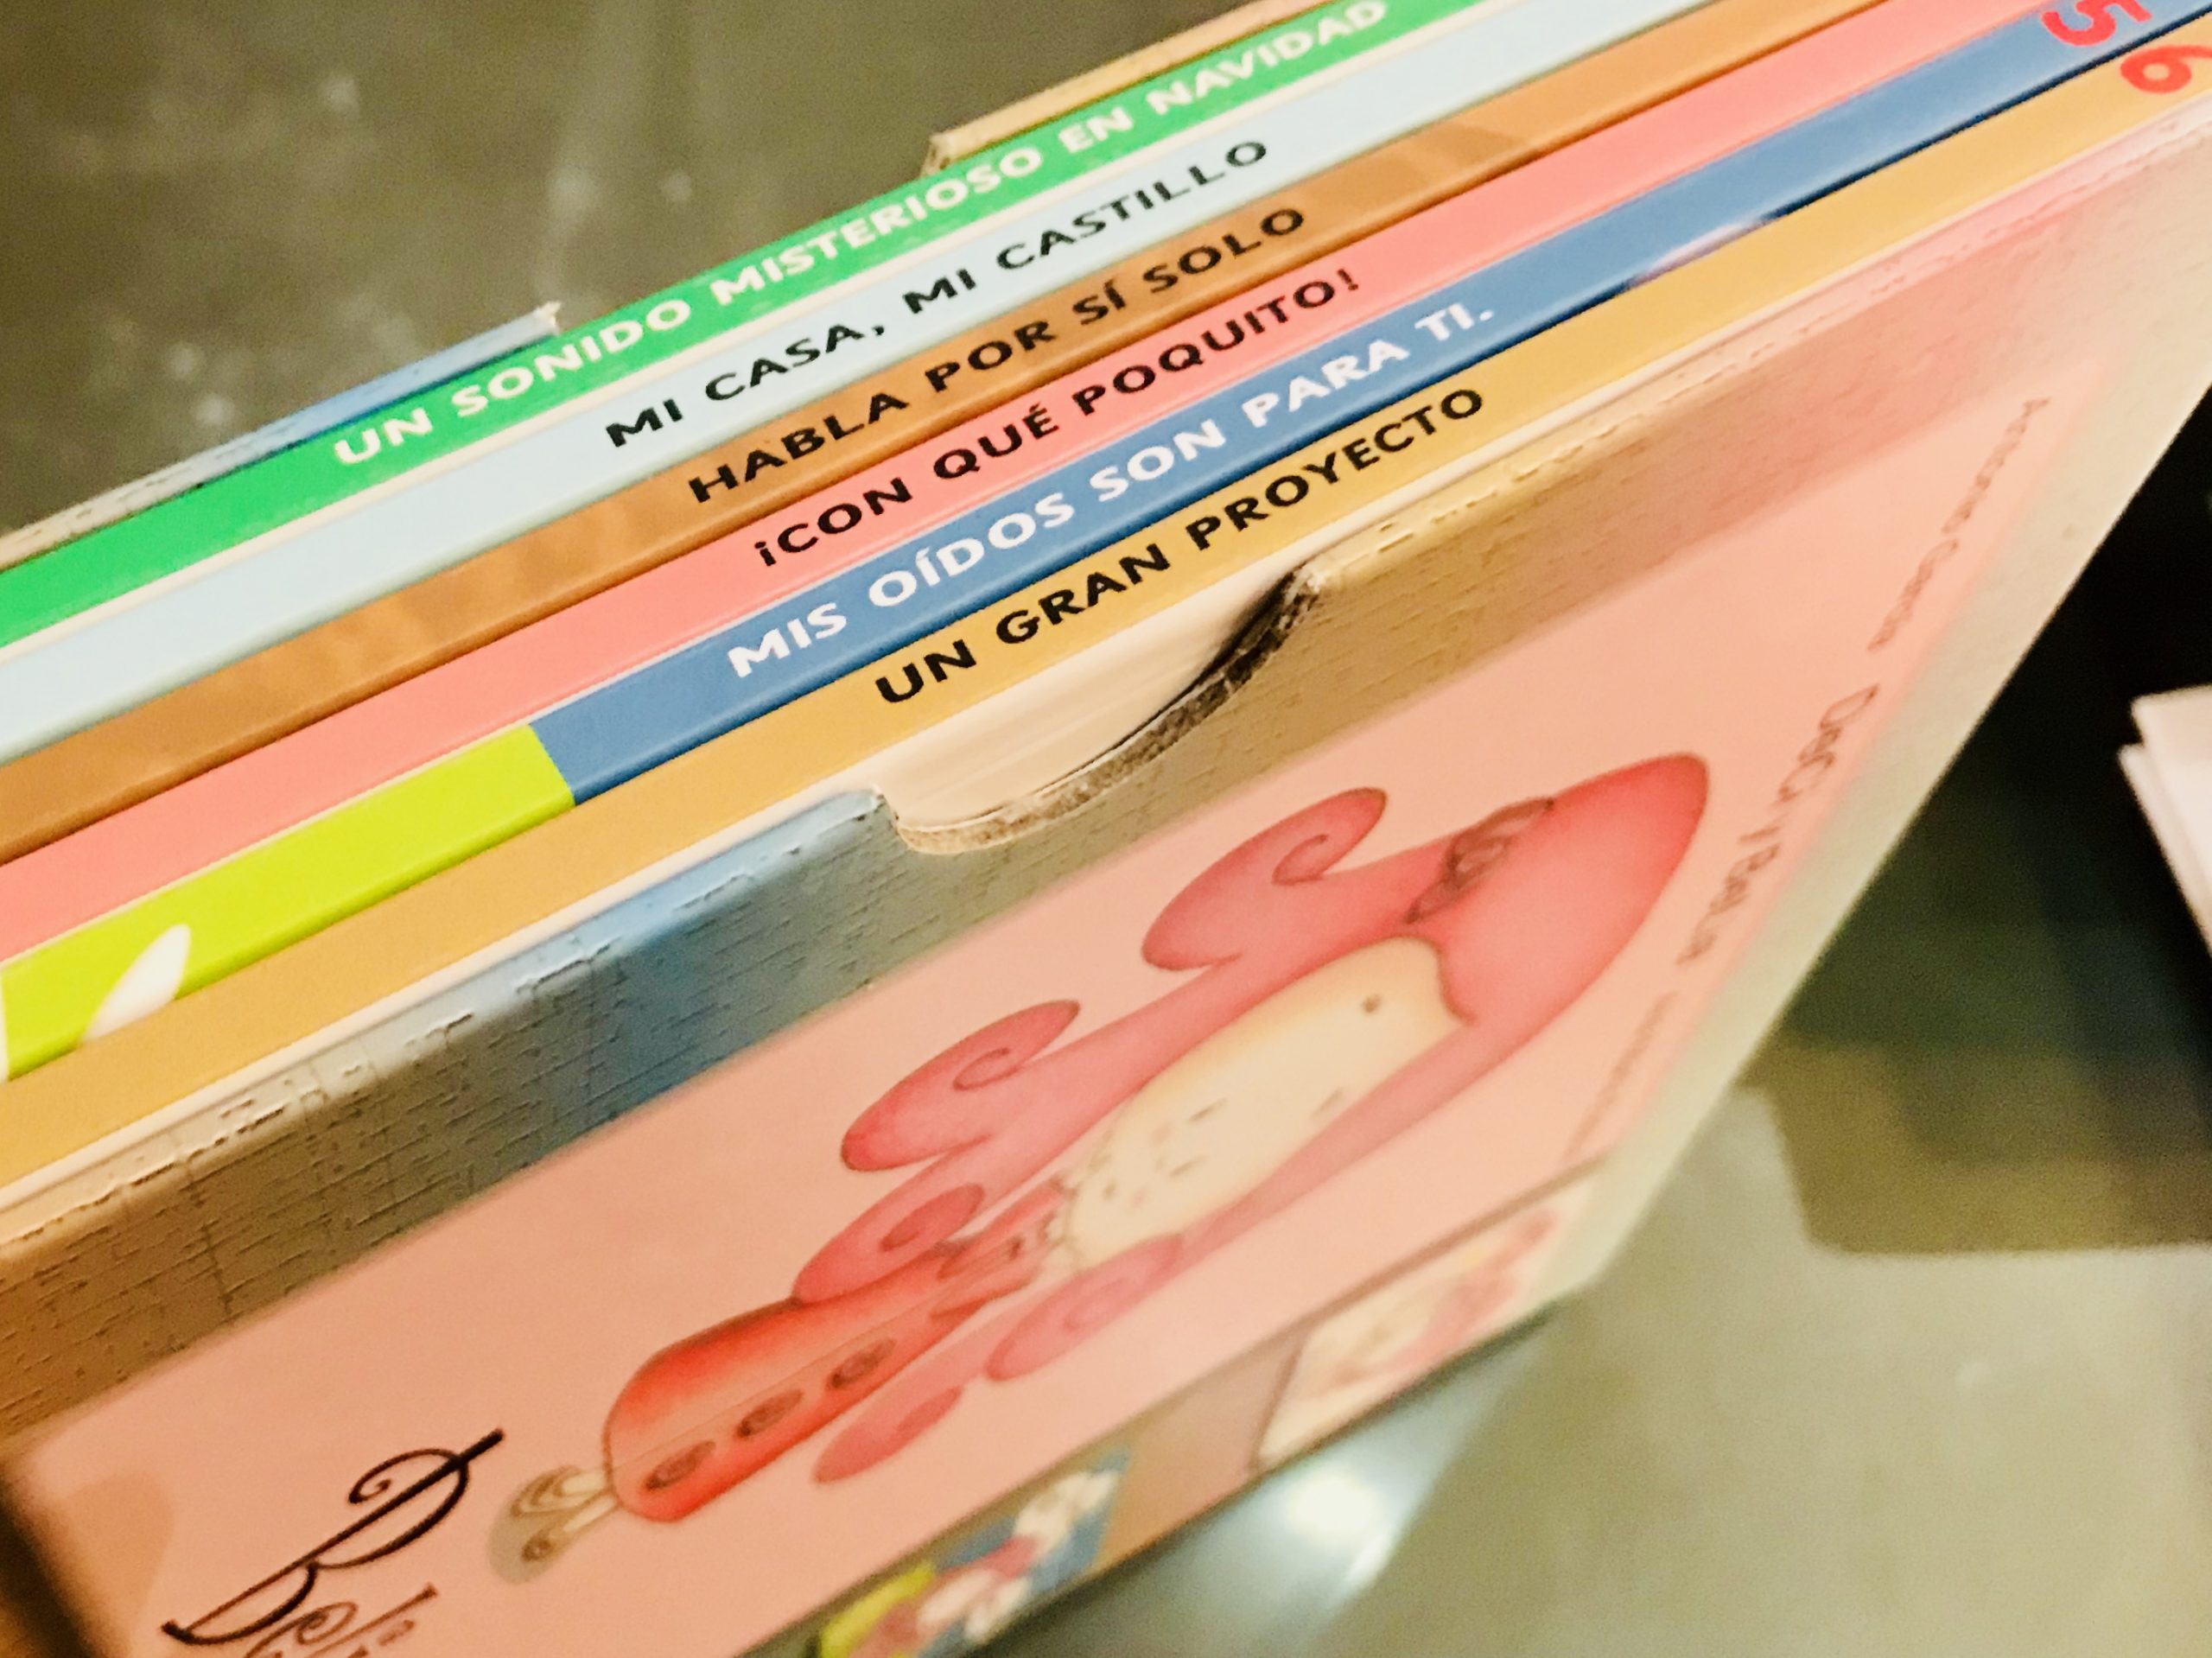 UN SONIDO MISTERIOSO EN NAVIDAD
MI CASA, MI CASTILLO
HABLA POR SÍ SOLO
¡CON QUÉ POQUITO!
MIS OÍDOS SON PARA TI.
5
UN GRAN PROYECTO
6